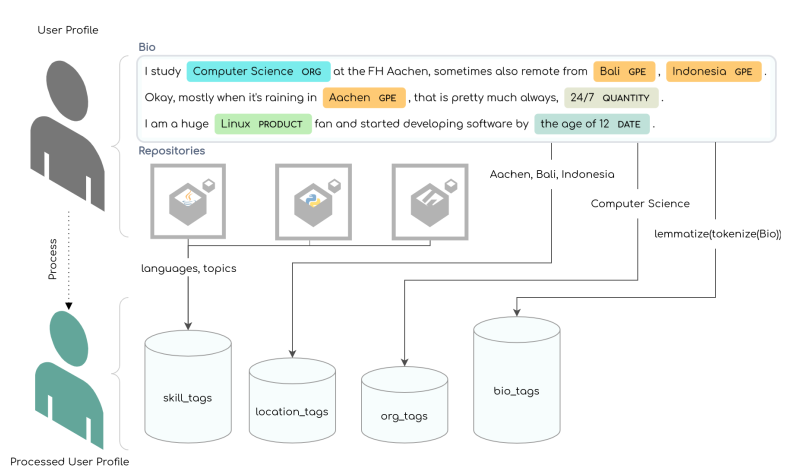 User Profile
Bio
I study Computer Science ORG at the FH Aachen, sometimes also remote from Bali GPE , Indonesia GPE .
Okay, mostly when it's raining in Aachen GPE , that is pretty much always, 24/7 QUANTITY .
I am a huge Linux PRODUCT fan and started developing software by the age of 12 DATE .
Repositories
Aachen, Bali, Indonesia
Computer Science
lemmatize(tokenize(Bio))
Process
languages, topics
skill_tags
location_tags
org_tags
bio_tags
Processed User Profile